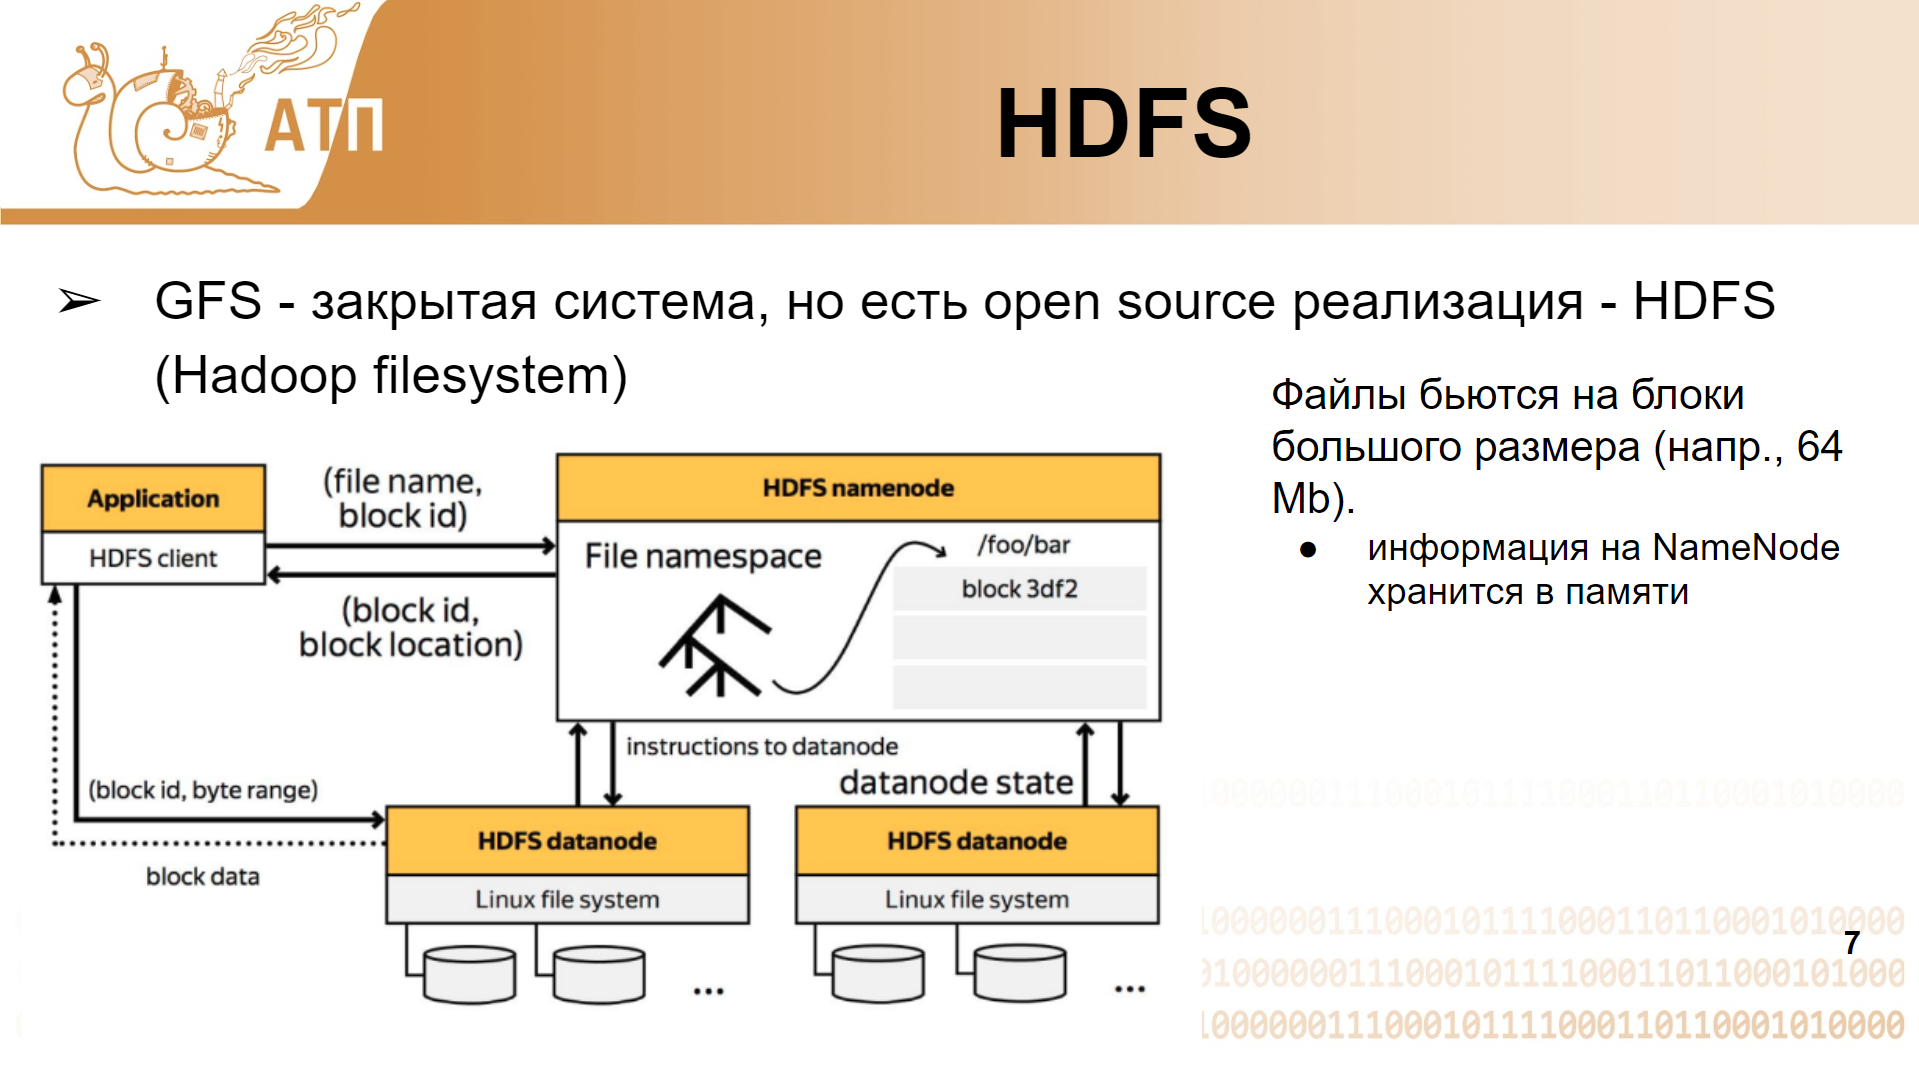 АТП
HDFS
➢ GFS - закрытая система, но есть open source реализация - HDFS
(Hadoop filesystem)
Файлы бьются на блоки
большого размера (напр., 64
Mb).
● информация на NameNode
хранится в памяти
Application
HDFS client
(file name,
block id)
(block id,
block location)
HDFS namenode
File namespace
/foo/bar
block 3df2
instructions to datanode
datanode state
(block id, byte range)
block data
HDFS datanode
Linux file system
...
HDFS datanode
Linux file system
...
7